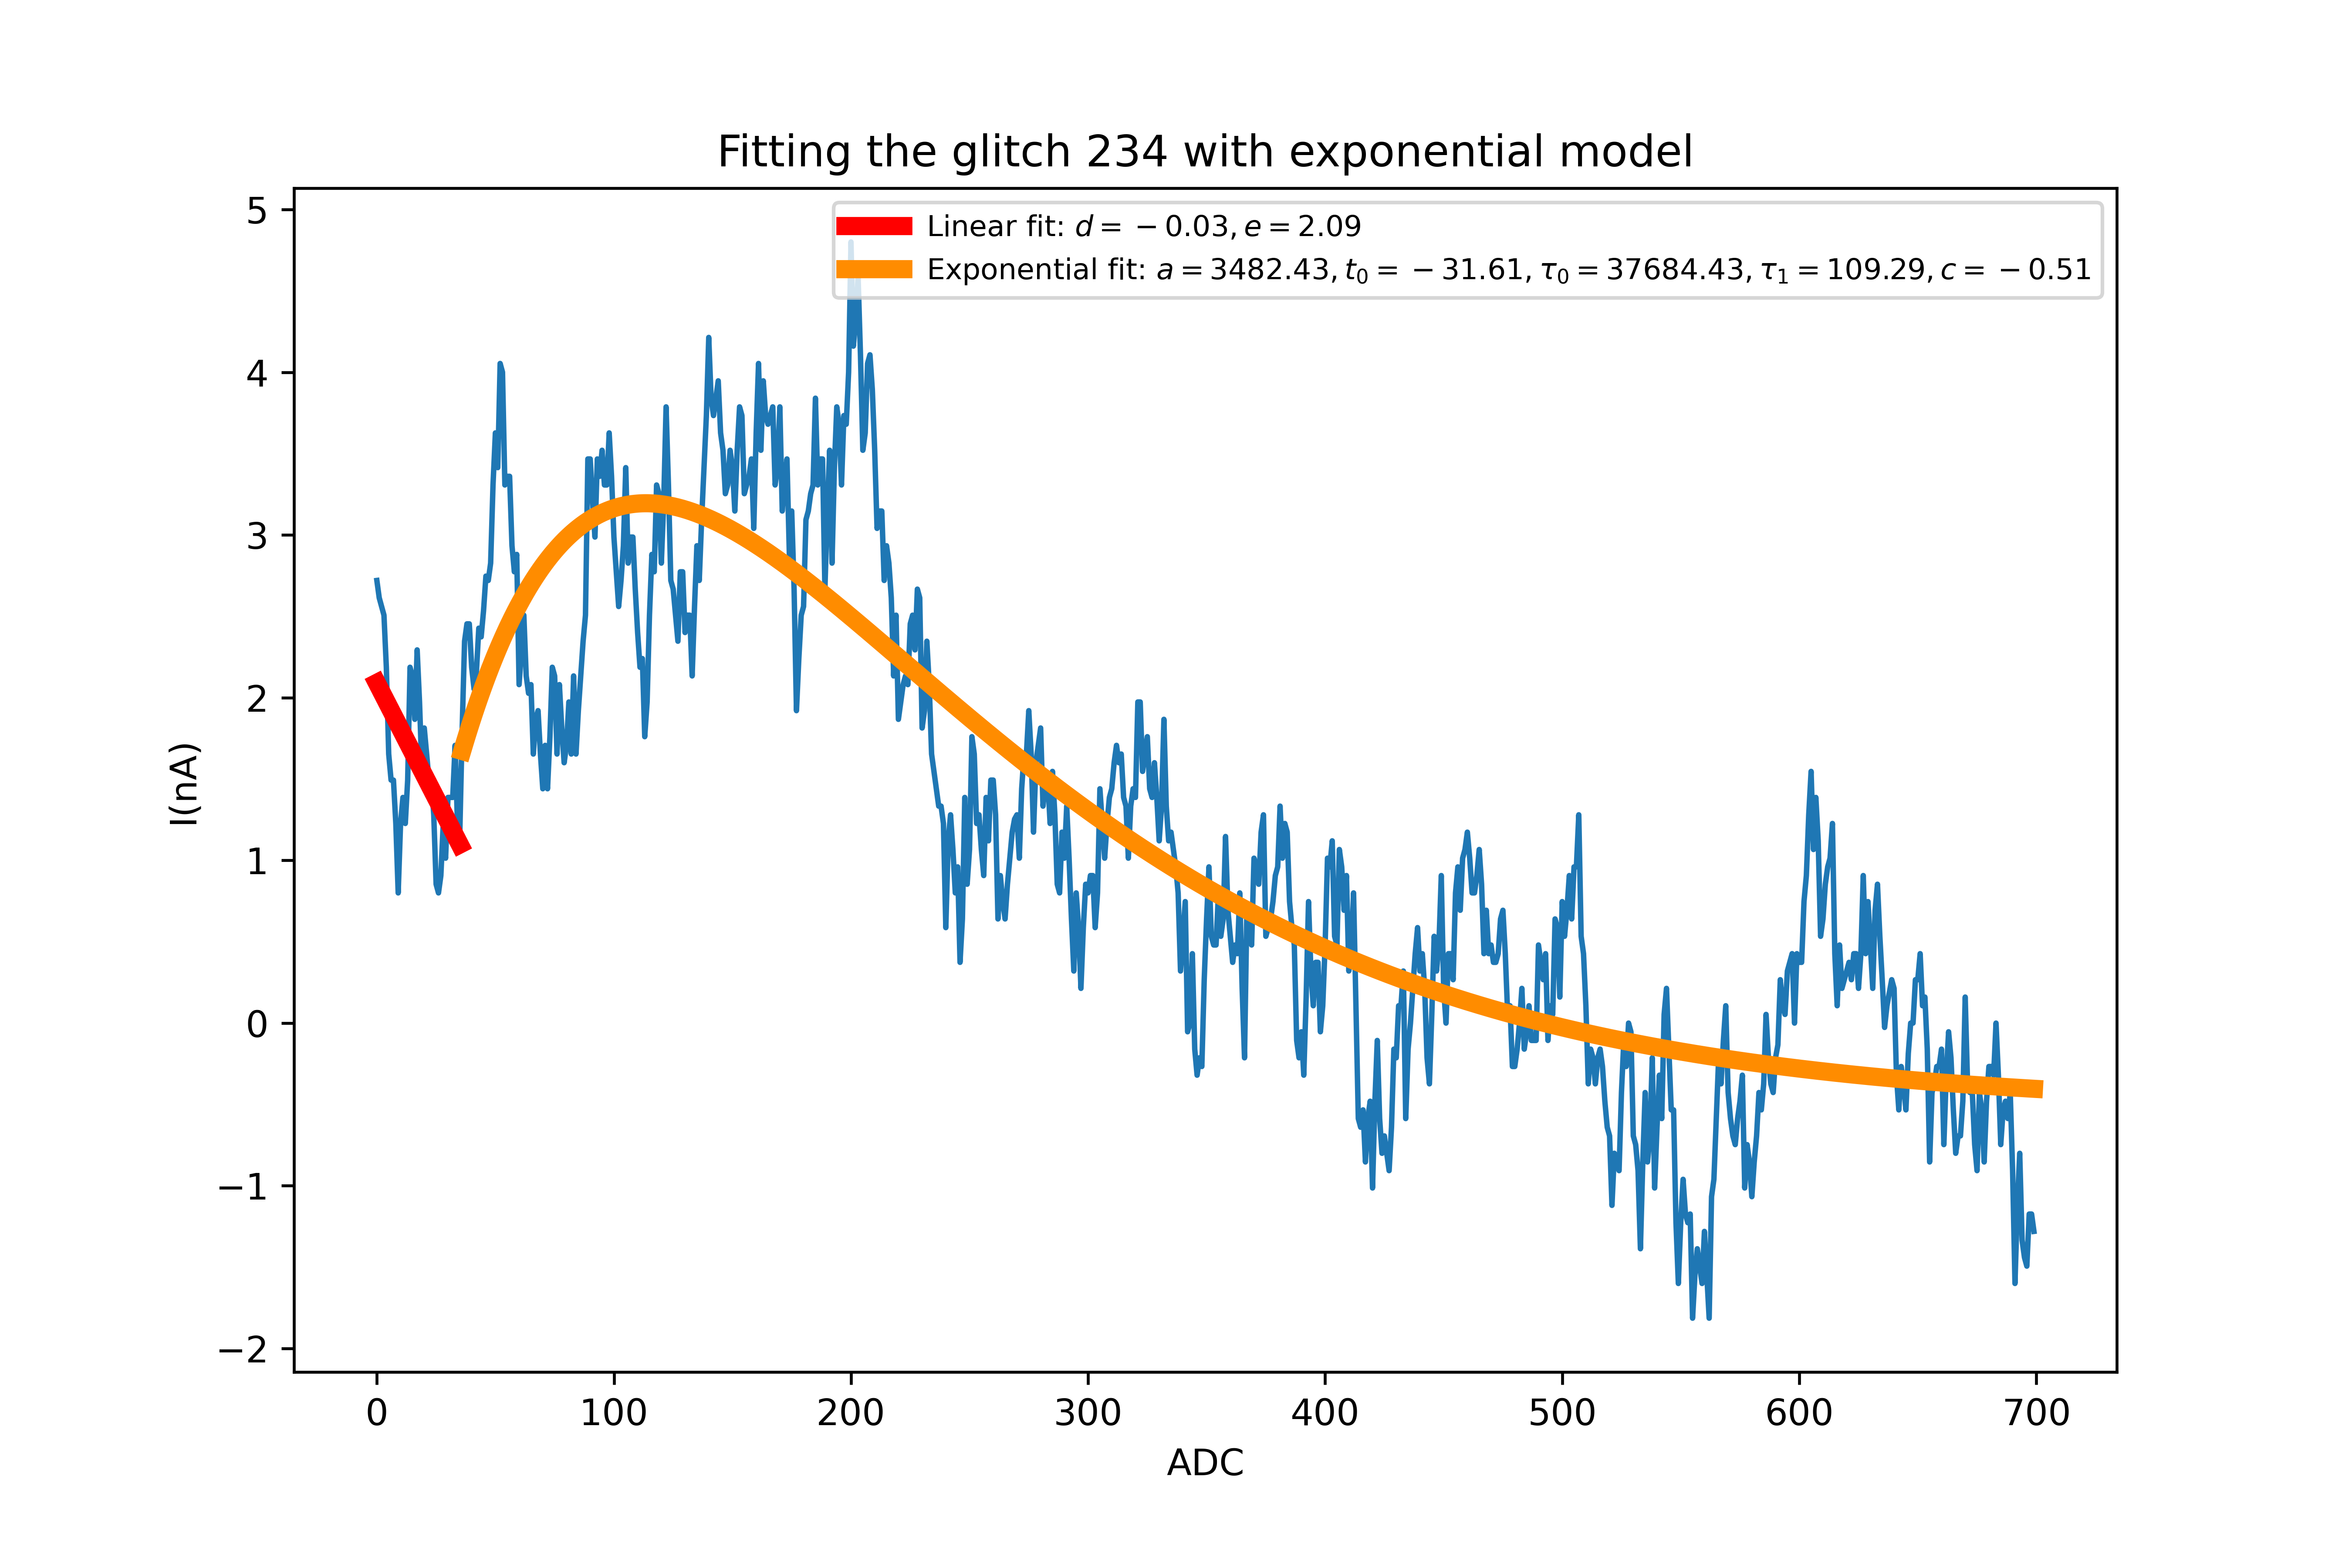 Fitting the glitch 234 with exponential model
Linear fit: d = −0.03, e = 2.09
Exponential fit: a = 3482.43, t₀ = −31.61, τ₀ = 37684.43, τ₁ = 109.29, c = −0.51
5
4
3
2
1
0
−1
−2
I(nA)
0 100 200 300 400 500 600 700
ADC